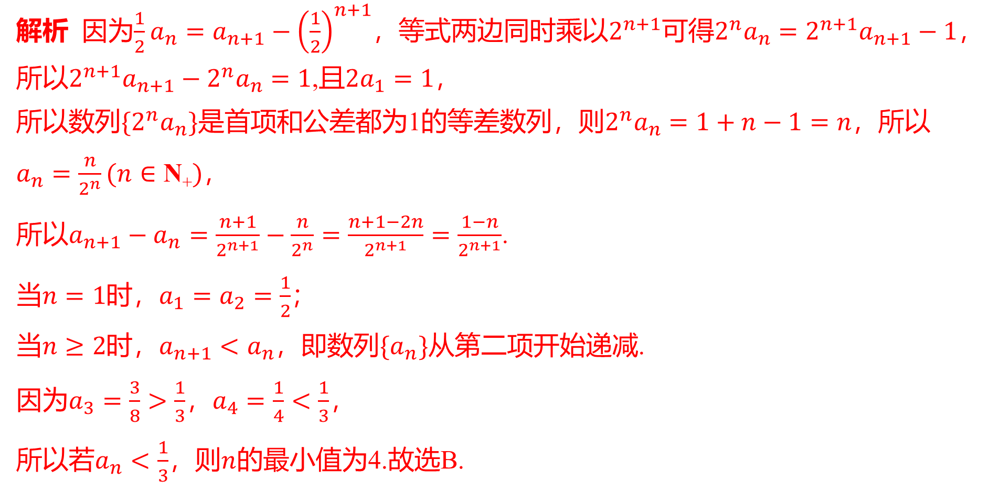 解析 因为$\frac{1}{2}a_n=a_{n+1}-\left(\frac{1}{2}\right)^{n+1}$，等式两边同时乘以$2^{n+1}$可得$2^na_n=2^{n+1}a_{n+1}-1$，
所以$2^{n+1}a_{n+1}-2^na_n=1$,且$2a_1=1$，
所以数列$\{2^na_n\}$是首项和公差都为1的等差数列，则$2^na_n=1+n-1=n$，所以
$a_n=\frac{n}{2^n}(n\in\mathbf{N}_+)$，
所以$a_{n+1}-a_n=\frac{n+1}{2^{n+1}}-\frac{n}{2^n}=\frac{n+1-2n}{2^{n+1}}=\frac{1-n}{2^{n+1}}$.
当$n=1$时，$a_1=a_2=\frac{1}{2}$；
当$n\geq2$时，$a_{n+1}<a_n$，即数列$\{a_n\}$从第二项开始递减.
因为$a_3=\frac{3}{8}>\frac{1}{3}$，$a_4=\frac{1}{4}<\frac{1}{3}$，
所以若$a_n<\frac{1}{3}$，则$n$的最小值为4.故选B.